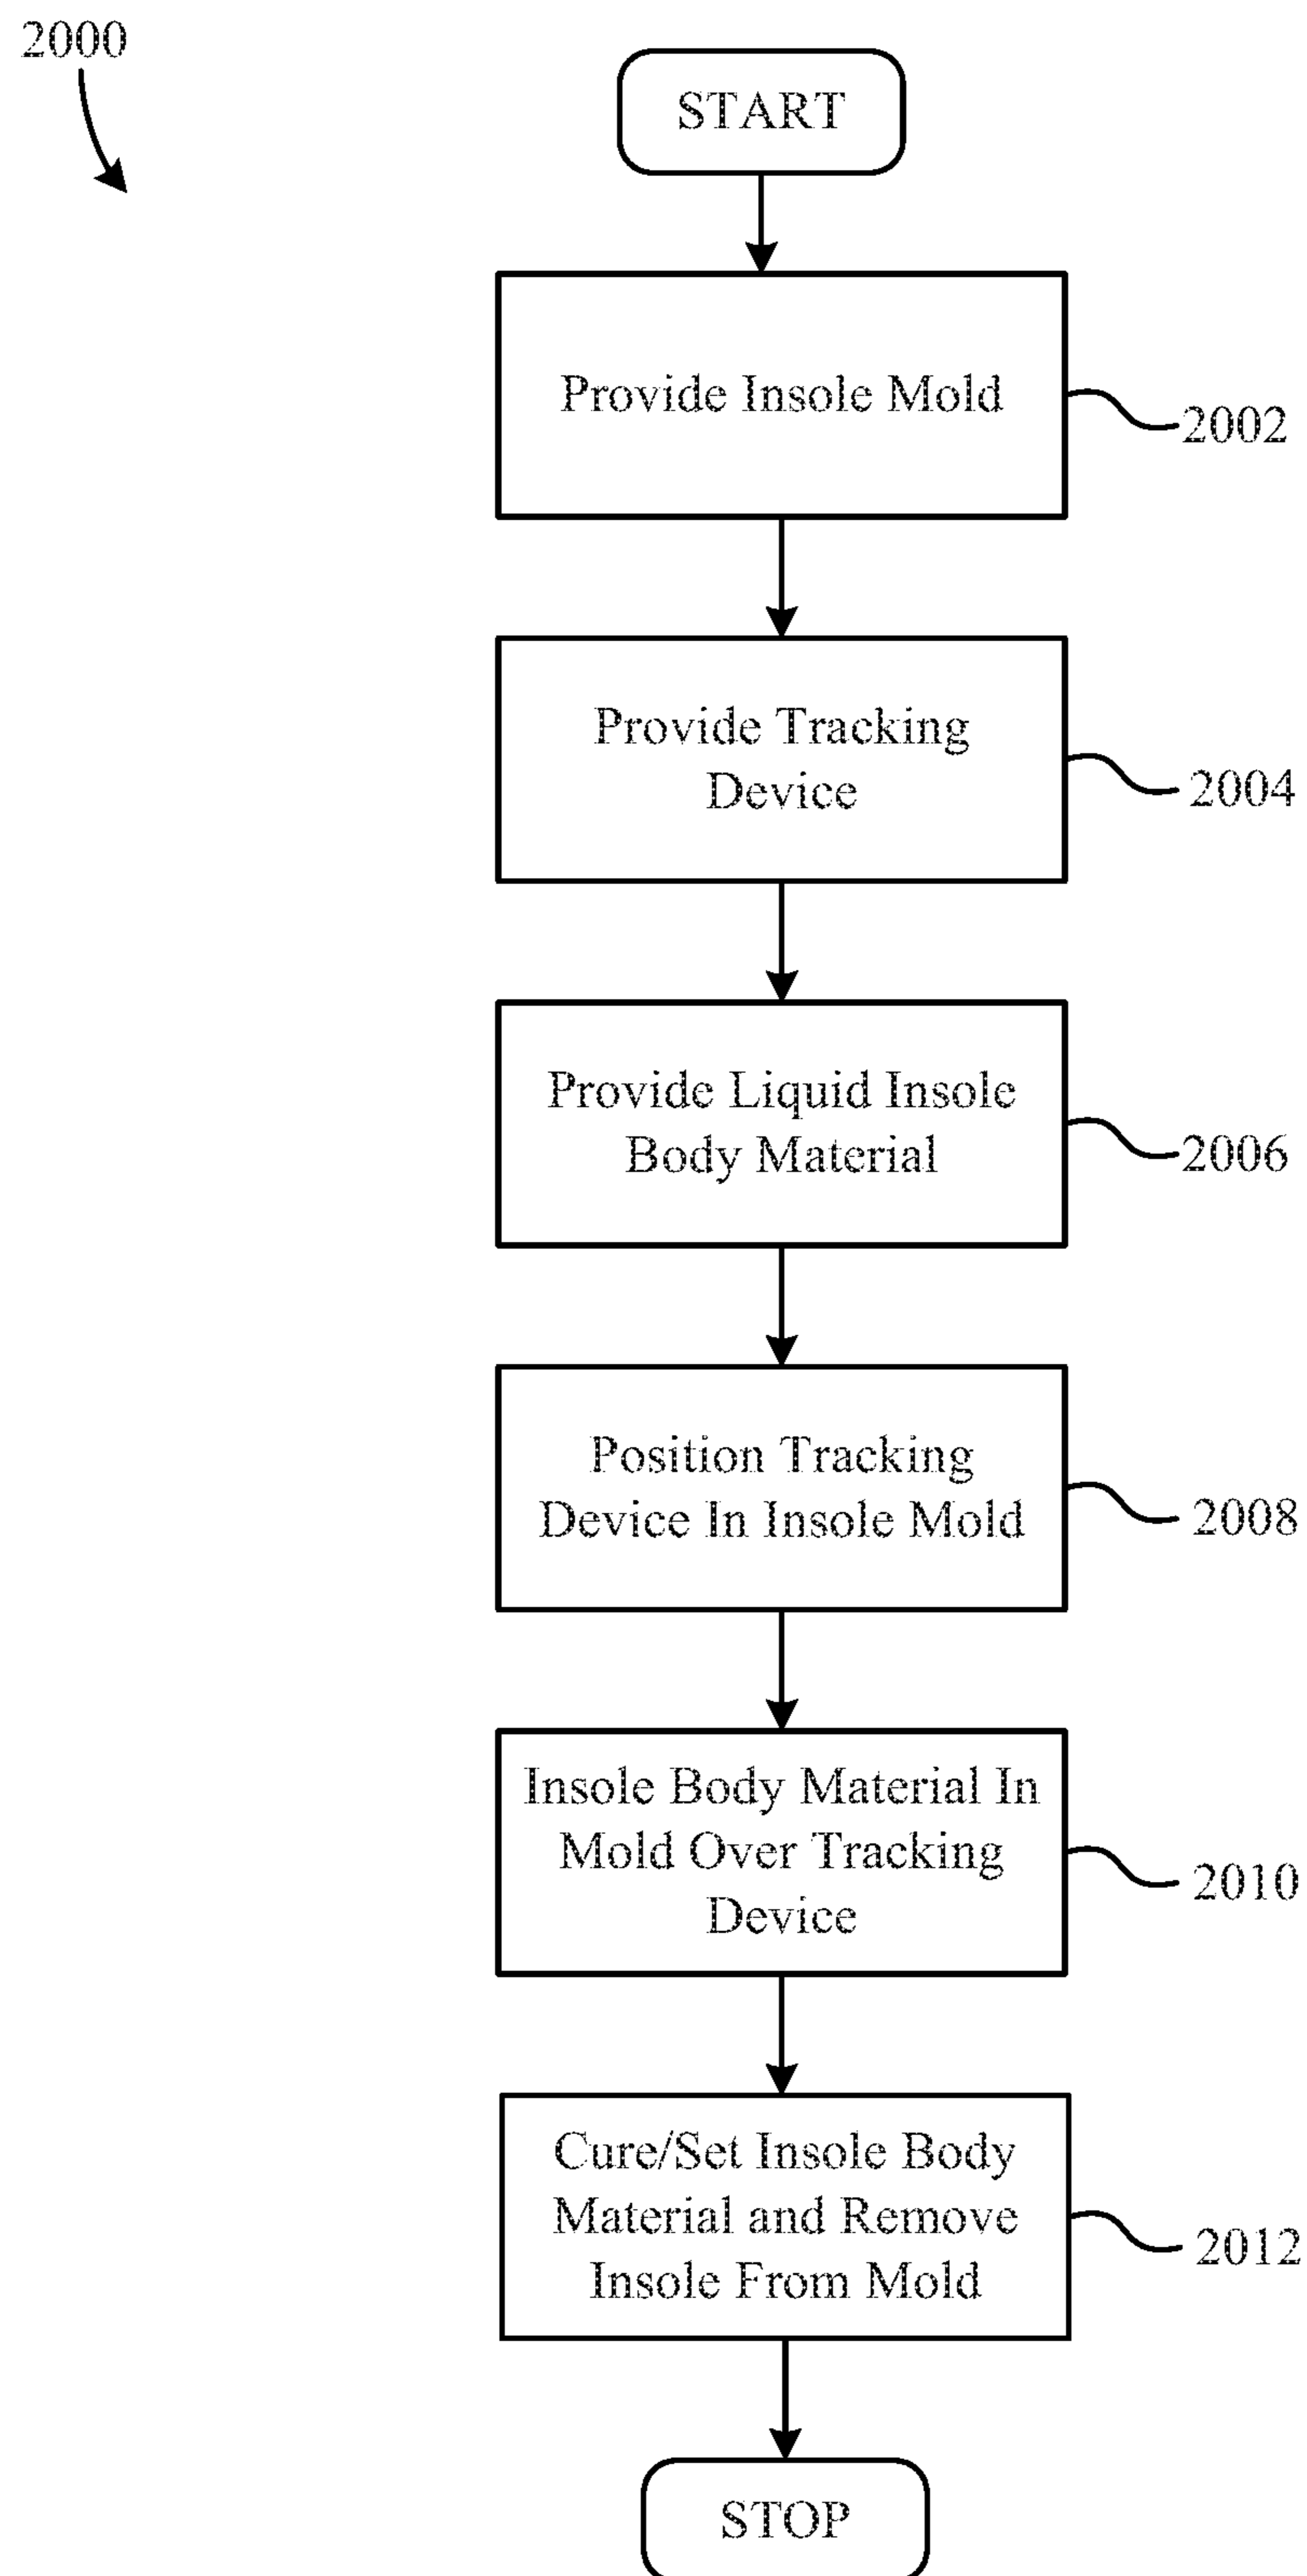 2000
START
Provide Insole Mold
2002
Provide Tracking
Device
2004
Provide Liquid Insole
Body Material
2006
Position Tracking
Device In Insole Mold
2008
Insole Body Material In
Mold Over Tracking
Device
2010
Cure/Set Insole Body
Material and Remove
Insole From Mold
2012
STOP